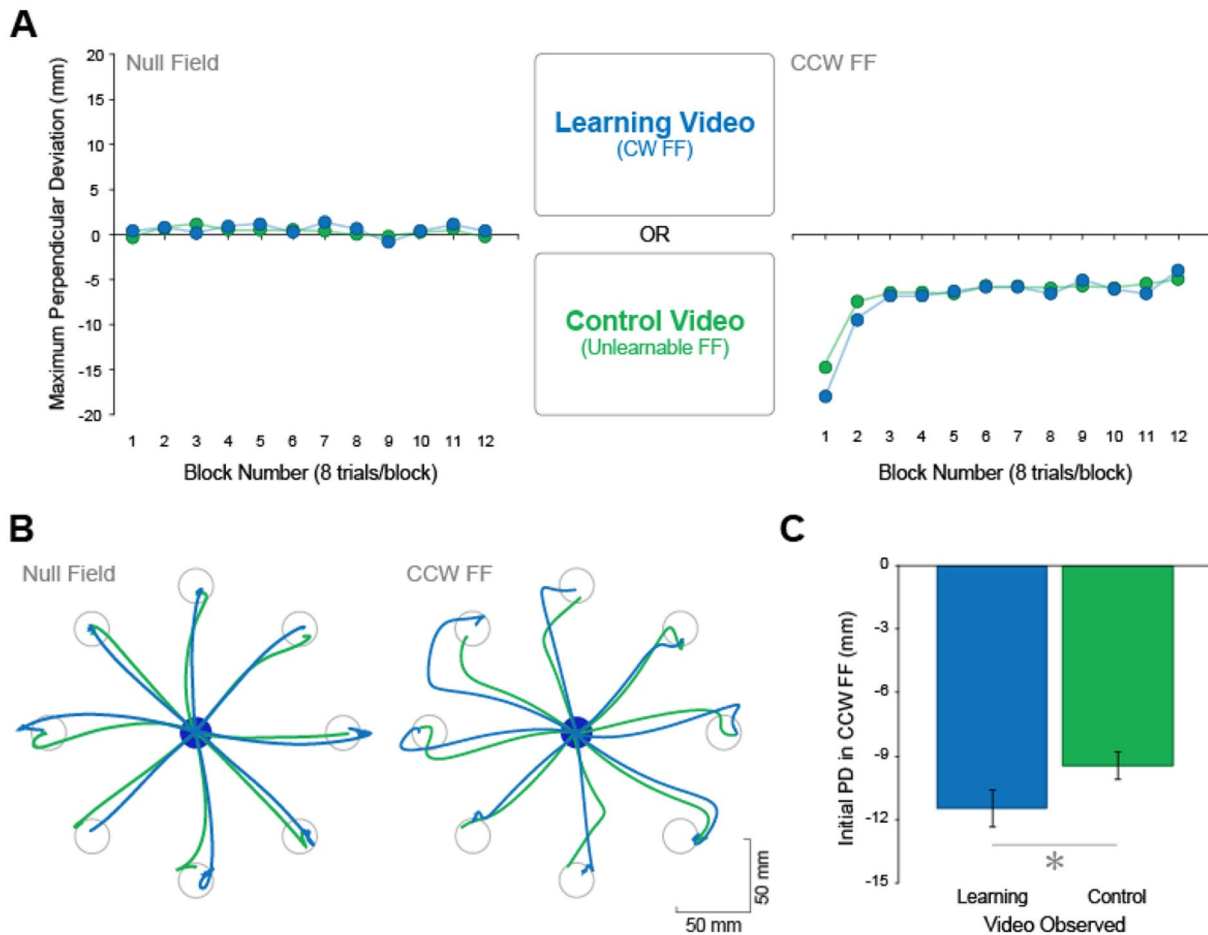 A
Null Field
Maximum Perpendicular Deviation (mm)
20
15
10
5
0
-5
-10
-15
-20
1 2 3 4 5 6 7 8 9 10 11 12
Block Number (8 trials/block)
Learning Video
(CW FF)
OR
Control Video
(Unlearnable FF)
CCW FF
1 2 3 4 5 6 7 8 9 10 11 12
Block Number (8 trials/block)
B
Null Field
CCW FF
50 mm
50 mm
C
Initial PD in CCW FF (mm)
0
-3
-6
-9
-12
-15
*
Learning Control
Video Observed